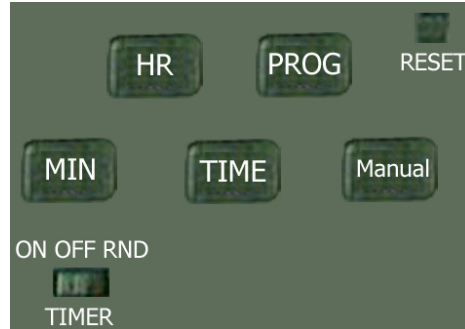 HR
PROG
RESET
MIN
TIME
Manual
ON OFF RND
TIMER